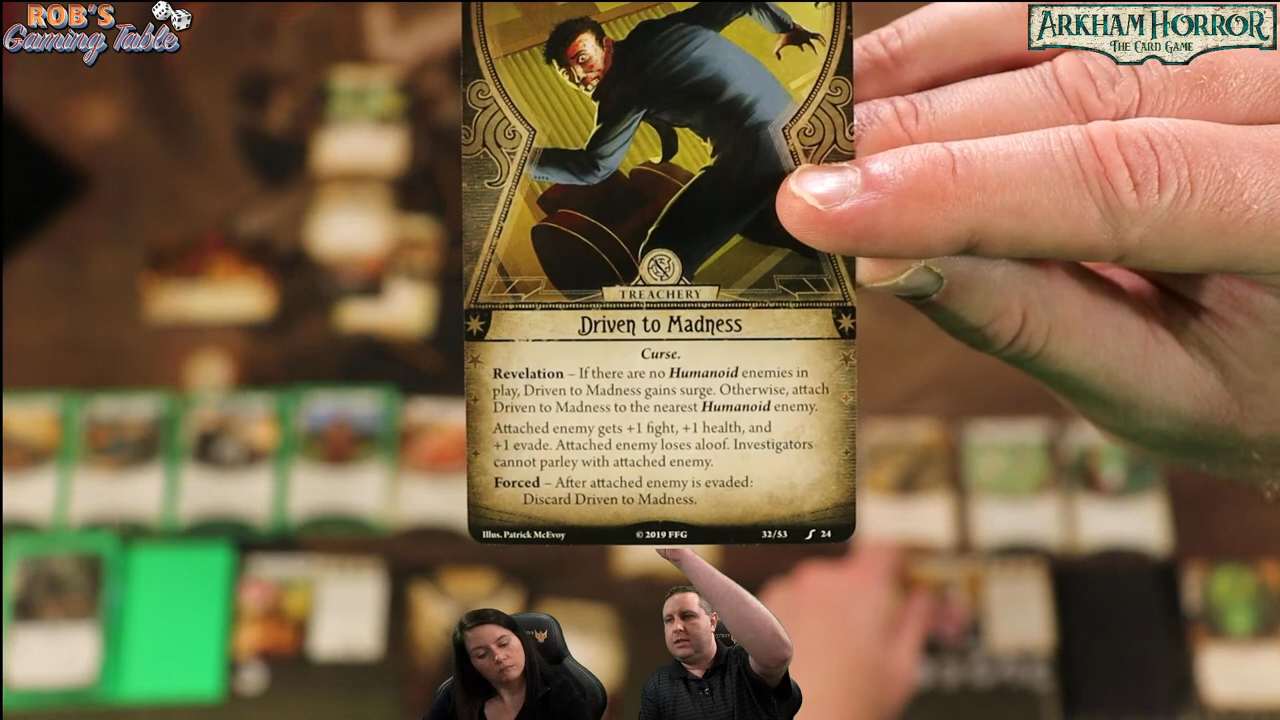 ROB'S
Gaming Table
ARKHAM HORROR
THE CARD GAME
TREACHERY
Driven to Madness
Curse.
Revelation – If there are no Humanoid enemies in
play, Driven to Madness gains surge. Otherwise, attach
Driven to Madness to the nearest Humanoid enemy.
Attached enemy gets +1 fight, +1 health, and
+1 evade. Attached enemy loses aloof. Investigators
cannot parley with attached enemy.
Forced – After attached enemy is evaded:
Discard Driven to Madness.
Illus. Patrick McEvoy © 2019 FFG 32/53 24